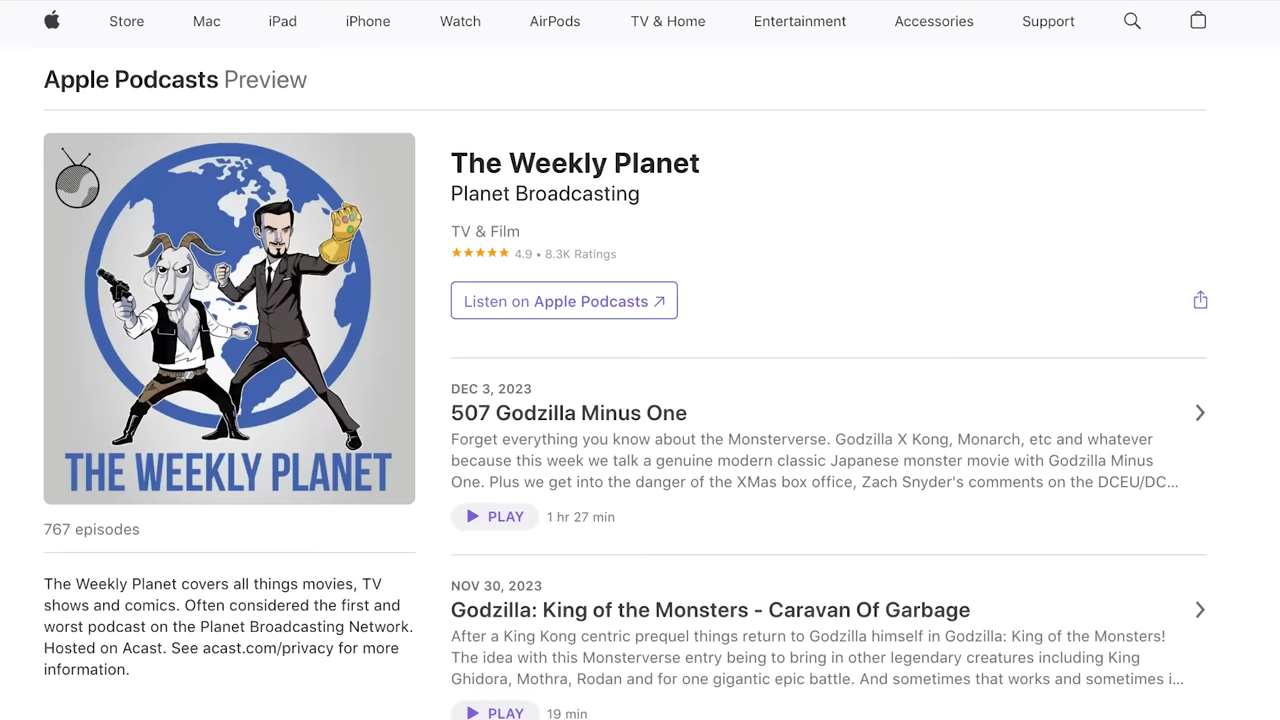 Store Mac iPad iPhone Watch AirPods TV & Home Entertainment Accessories Support
Apple Podcasts Preview
THE WEEKLY PLANET
767 episodes
The Weekly Planet covers all things movies, TV
shows and comics. Often considered the first and
worst podcast on the Planet Broadcasting Network.
Hosted on Acast. See acast.com/privacy for more
information.
The Weekly Planet
Planet Broadcasting
TV & Film
★★★★★ 4.9 • 8.3K Ratings
Listen on Apple Podcasts ↗
DEC 3, 2023
507 Godzilla Minus One
Forget everything you know about the Monsterverse. Godzilla X Kong, Monarch, etc and whatever
because this week we talk a genuine modern classic Japanese monster movie with Godzilla Minus
One. Plus we get into the danger of the XMas box office, Zach Snyder's comments on the DCEU/DC...
PLAY 1 hr 27 min
NOV 30, 2023
Godzilla: King of the Monsters - Caravan Of Garbage
After a King Kong centric prequel things return to Godzilla himself in Godzilla: King of the Monsters!
The idea with this Monsterverse entry being to bring in other legendary creatures including King
Ghidora, Mothra, Rodan and for one gigantic epic battle. And sometimes that works and sometimes i...
PLAY 19 min